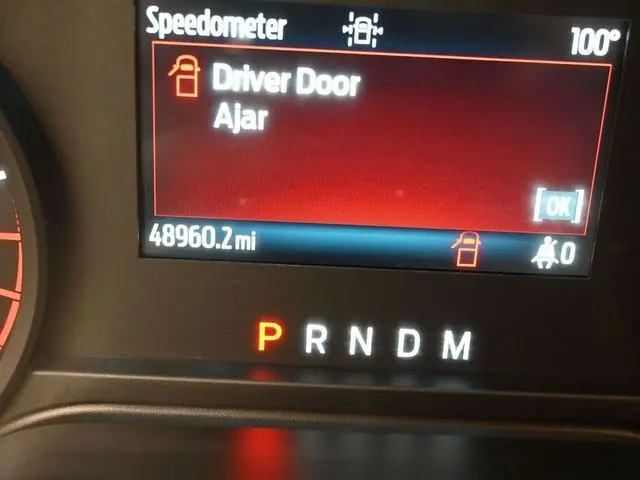 Speedometer 100°
Driver Door
Ajar
[OK]
48960.2 mi 0
P R N D M